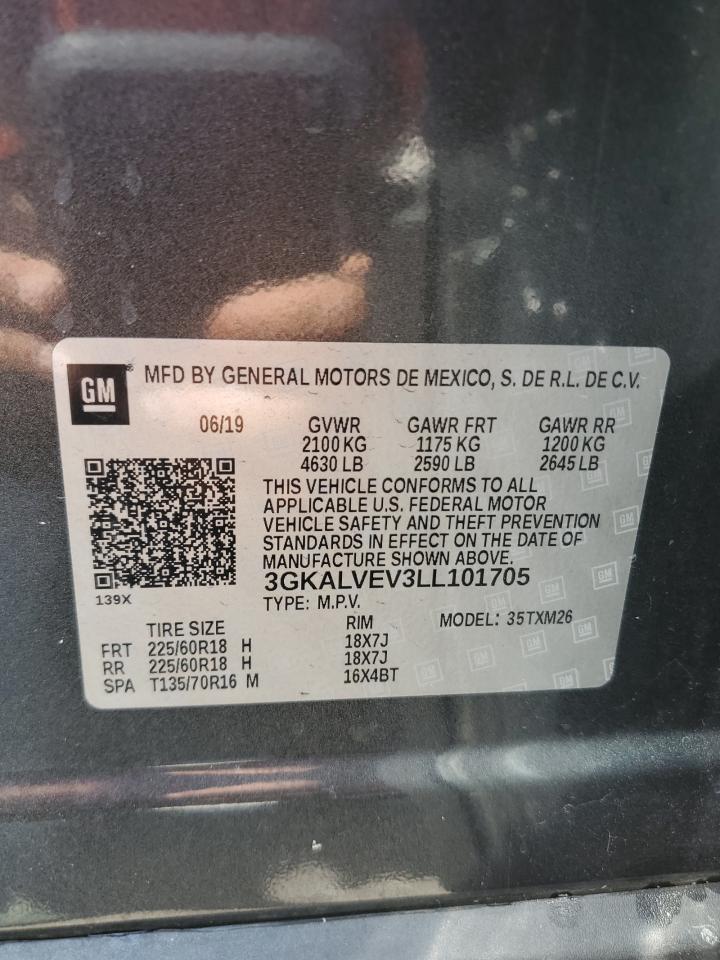 GM
MFD BY GENERAL MOTORS DE MEXICO, S. DE R.L. DE C.V.
06/19 GVWR GAWR FRT GAWR RR
2100 KG 1175 KG 1200 KG
4630 LB 2590 LB 2645 LB
THIS VEHICLE CONFORMS TO ALL
APPLICABLE U.S. FEDERAL MOTOR
VEHICLE SAFETY AND THEFT PREVENTION
STANDARDS IN EFFECT ON THE DATE OF
MANUFACTURE SHOWN ABOVE.
3GKALVEV3LL101705
139X
TYPE: M.P.V.
TIRE SIZE RIM MODEL: 35TXM26
FRT 225/60R18 H 18X7J
RR 225/60R18 H 18X7J
SPA T135/70R16 M 16X4BT